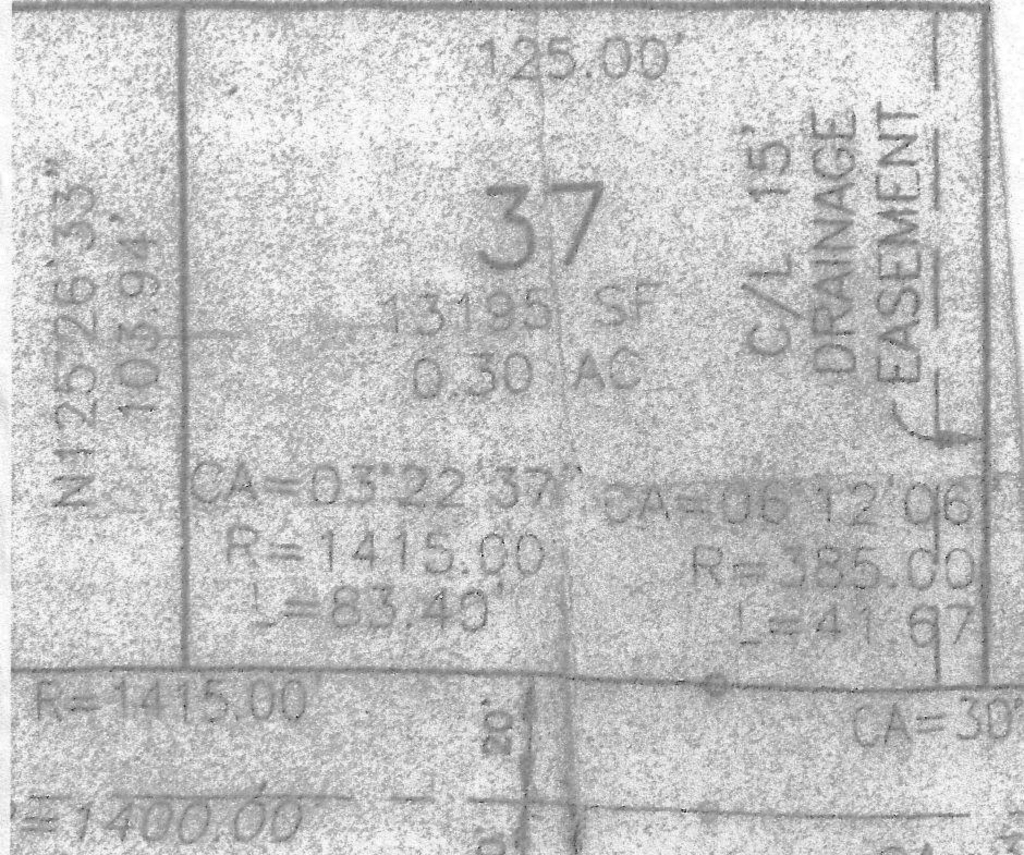 125.00'
37
13195 SF
0.30 AC
C/L 15'
DRAINAGE
EASEMENT
N12°26'33"
103.94'
CA=03°22'37"
R=1415.00'
L=83.40'
CA=06°12'06
R=385.00
L=41.67
R=1415.00
20'
CA=30°
=1400.00